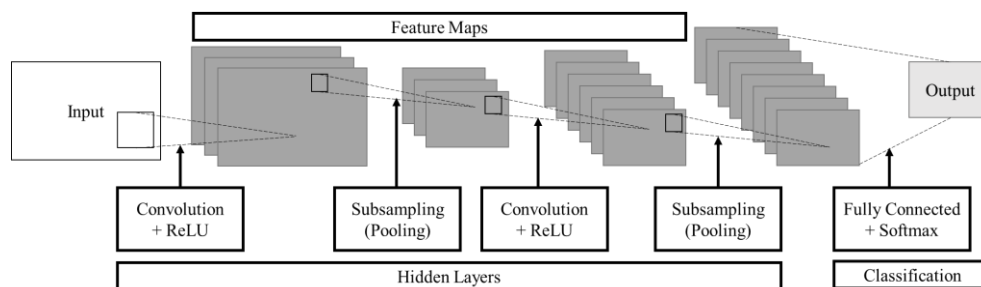 Feature Maps
Input
Output
Convolution
+ ReLU
Subsampling
(Pooling)
Convolution
+ ReLU
Subsampling
(Pooling)
Fully Connected
+ Softmax
Hidden Layers
Classification